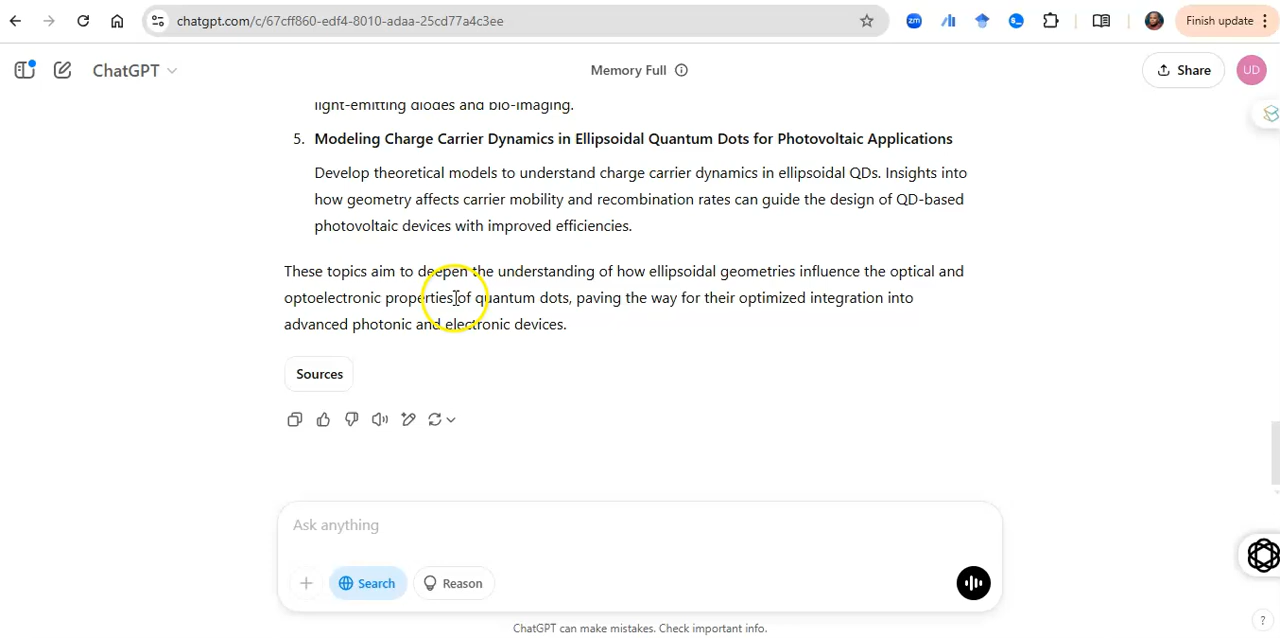 chatgpt.com/c/67cff860-edf4-8010-adaa-25cd77a4c3ee
zm
Finish update
ChatGPT
Memory Full
Share
UD
light-emitting diodes and bio-imaging.
5. Modeling Charge Carrier Dynamics in Ellipsoidal Quantum Dots for Photovoltaic Applications
Develop theoretical models to understand charge carrier dynamics in ellipsoidal QDs. Insights into
how geometry affects carrier mobility and recombination rates can guide the design of QD-based
photovoltaic devices with improved efficiencies.
These topics aim to deepen the understanding of how ellipsoidal geometries influence the optical and
optoelectronic properties of quantum dots, paving the way for their optimized integration into
advanced photonic and electronic devices.
Sources
Ask anything
Search
Reason
ChatGPT can make mistakes. Check important info.
?